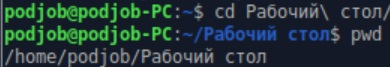 podjob@podjob-PC:~$ cd Рабочий\ стол/
podjob@podjob-PC:~/Рабочий стол$ pwd
/home/podjob/Рабочий стол